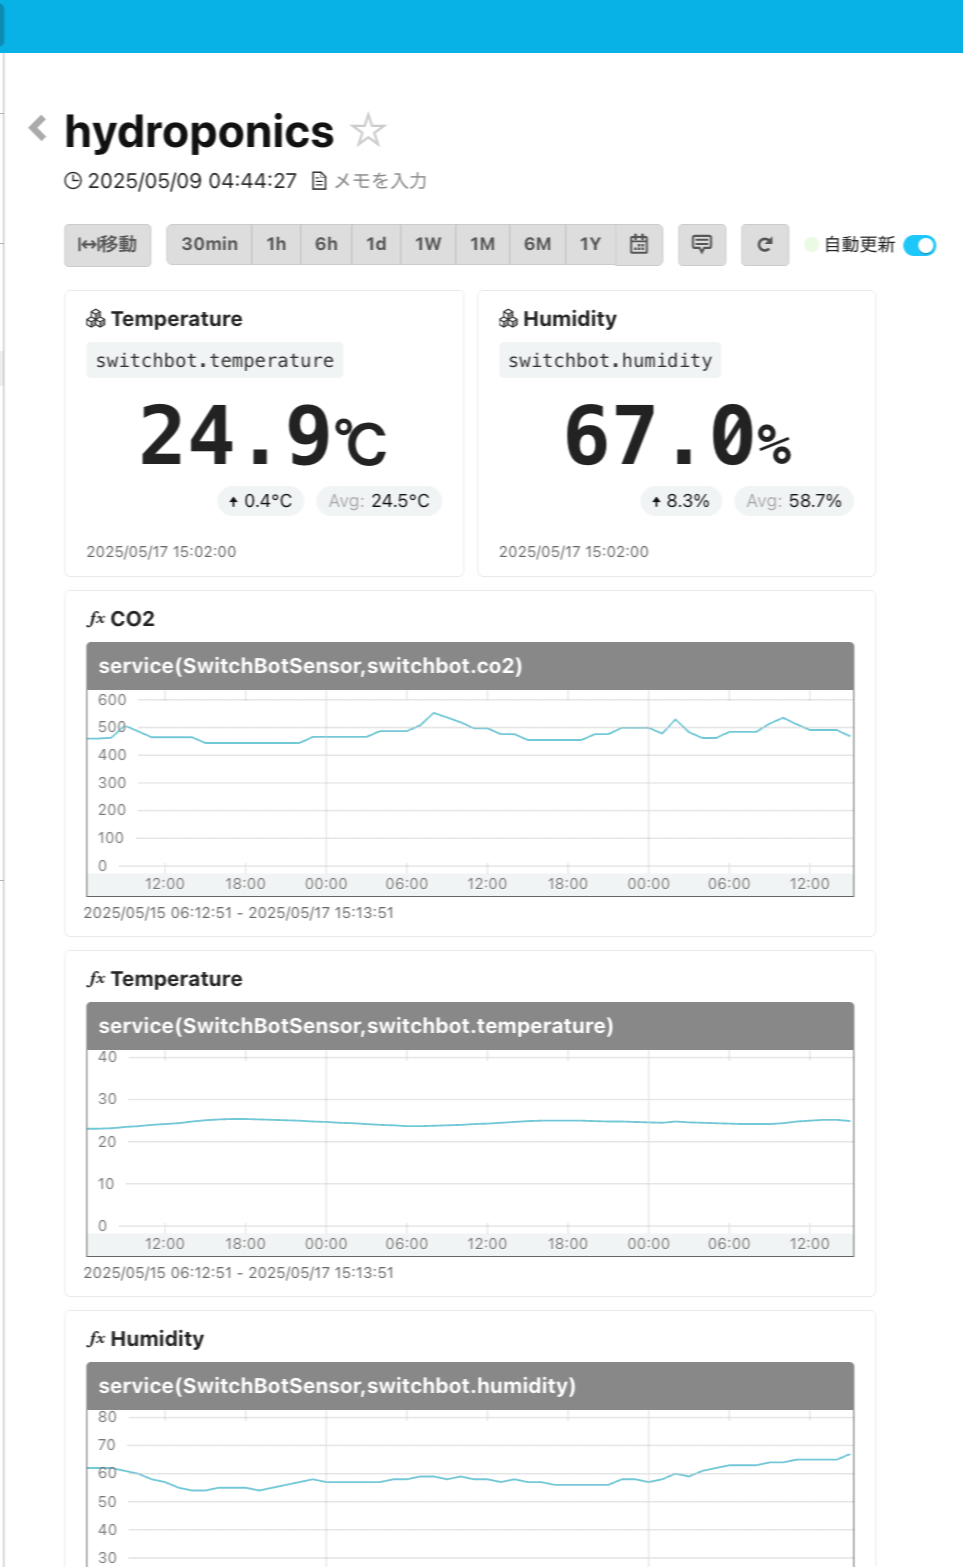 hydroponics
2025/05/09 04:44:27 メモを入力
移動 30min 1h 6h 1d 1W 1M 6M 1Y 自動更新
Temperature
switchbot.temperature
24.9℃
0.4°C Avg: 24.5°C
2025/05/17 15:02:00
Humidity
switchbot.humidity
67.0%
8.3% Avg: 58.7%
2025/05/17 15:02:00
fx CO2
service(SwitchBotSensor,switchbot.co2)
600
500
400
300
200
100
0
12:00 18:00 00:00 06:00 12:00 18:00 00:00 06:00 12:00
2025/05/15 06:12:51 - 2025/05/17 15:13:51
fx Temperature
service(SwitchBotSensor,switchbot.temperature)
40
30
20
10
0
12:00 18:00 00:00 06:00 12:00 18:00 00:00 06:00 12:00
2025/05/15 06:12:51 - 2025/05/17 15:13:51
fx Humidity
service(SwitchBotSensor,switchbot.humidity)
80
70
60
50
40
30